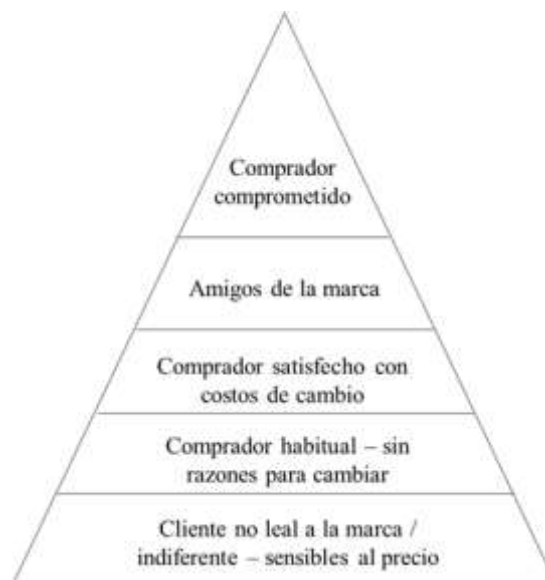 Comprador
comprometido
Amigos de la marca
Comprador satisfecho con
costos de cambio
Comprador habitual – sin
razones para cambiar
Cliente no leal a la marca /
indiferente – sensibles al precio